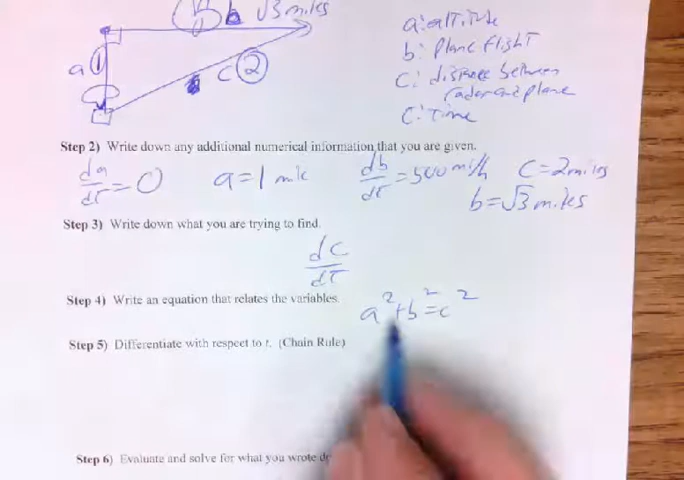 b √3 miles
a 1
c 2
a: altitude
b: Plane flight
c: distance between
radar and plane
t: Time
Step 2) Write down any additional numerical information that you are given.
da/dt = 0 a = 1 mile db/dt = 500 mi/h c = 2 miles
b = √3 miles
Step 3) Write down what you are trying to find.
dc/dt
Step 4) Write an equation that relates the variables. a² + b² = c²
Step 5) Differentiate with respect to t. (Chain Rule)
Step 6) Evaluate and solve for what you wrote